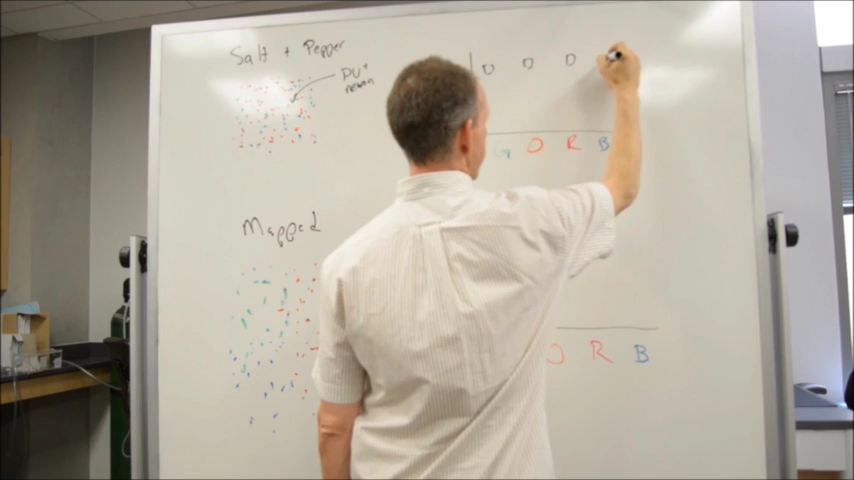 Salt + Pepper
PV+
neuron
G O R B
Mapped
O R B